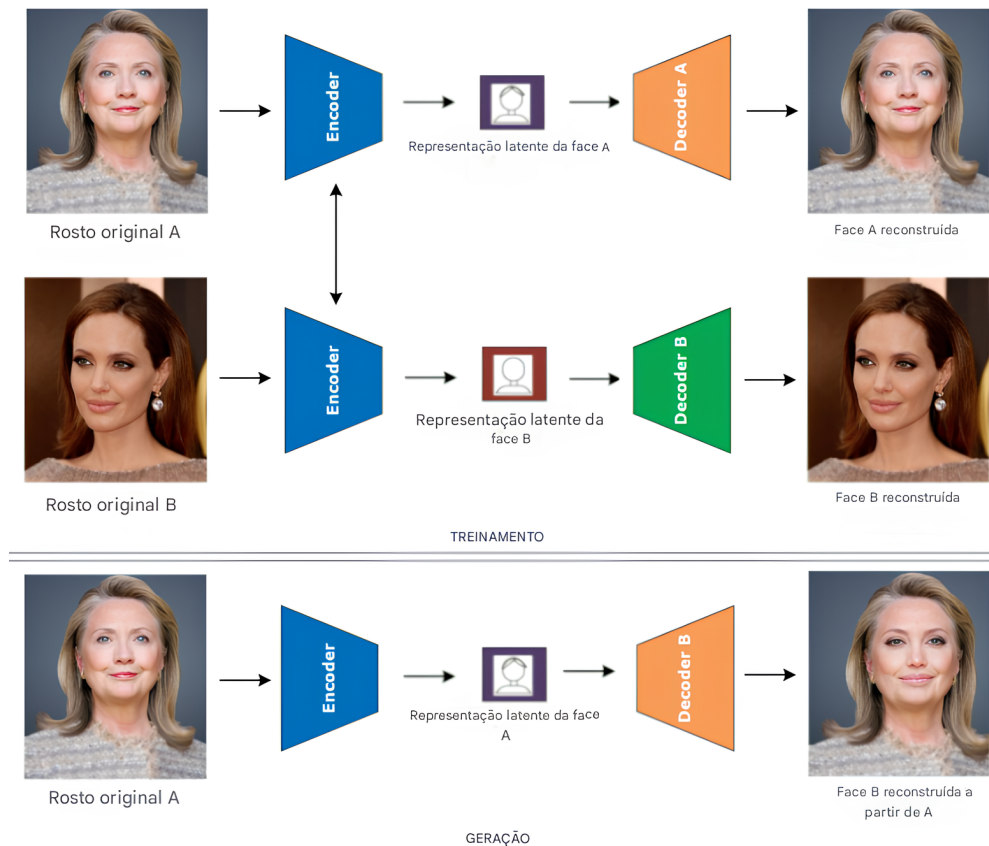 Encoder
Decoder A
Representação latente da face A
Rosto original A
Face A reconstruída
Encoder
Decoder B
Representação latente da
face B
Rosto original B
Face B reconstruída
TREINAMENTO
Encoder
Decoder B
Representação latente da face
A
Rosto original A
Face B reconstruída a
partir de A
GERAÇÃO